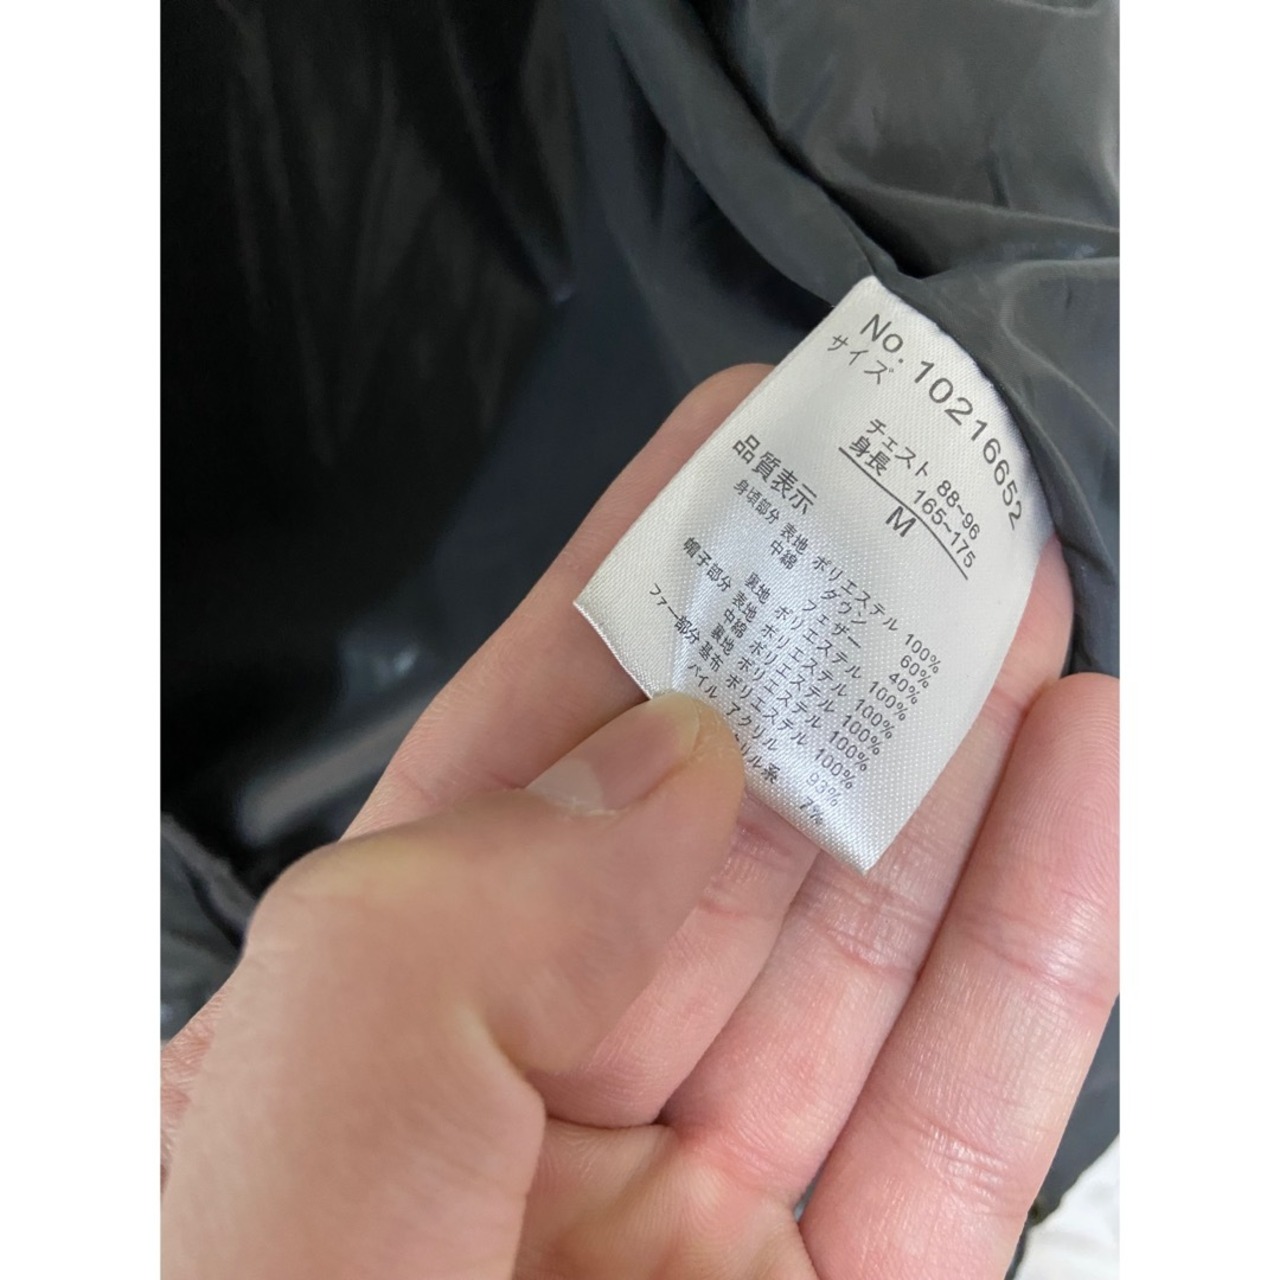 No. 10216652
サイズ
チェスト 88~96
身長 165~175
M
品質表示
身頃部分 表地 ポリエステル 100%
中綿 ダウン 60%
フェザー 40%
裏地 ポリエステル 100%
帽子部分 表地 ポリエステル 100%
中綿 ポリエステル 100%
裏地 ポリエステル 100%
ファー部分 基布 ポリエステル 100%
パイル アクリル 93%
リル系 7%